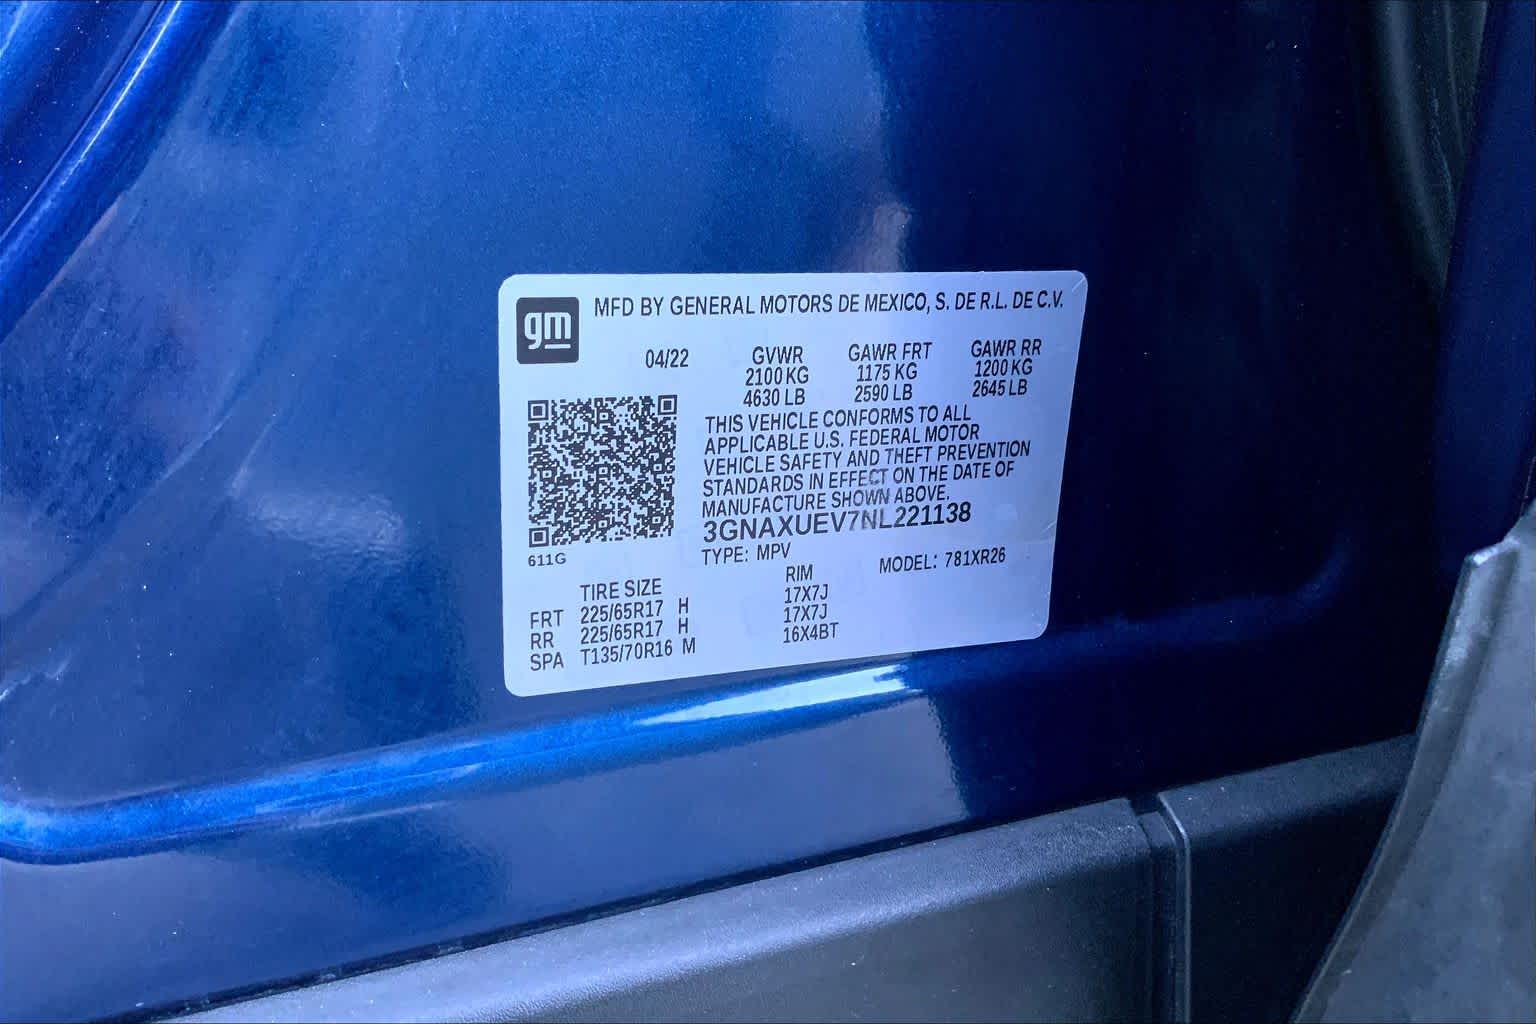 gm
MFD BY GENERAL MOTORS DE MEXICO, S. DE R.L. DE C.V.
04/22 GVWR GAWR FRT GAWR RR
2100 KG 1175 KG 1200 KG
4630 LB 2590 LB 2645 LB
THIS VEHICLE CONFORMS TO ALL
APPLICABLE U.S. FEDERAL MOTOR
VEHICLE SAFETY AND THEFT PREVENTION
STANDARDS IN EFFECT ON THE DATE OF
MANUFACTURE SHOWN ABOVE.
3GNAXUEV7NL221138
611G
TYPE: MPV MODEL: 781XR26
TIRE SIZE RIM
FRT 225/65R17 H 17X7J
RR 225/65R17 H 17X7J
SPA T135/70R16 M 16X4BT